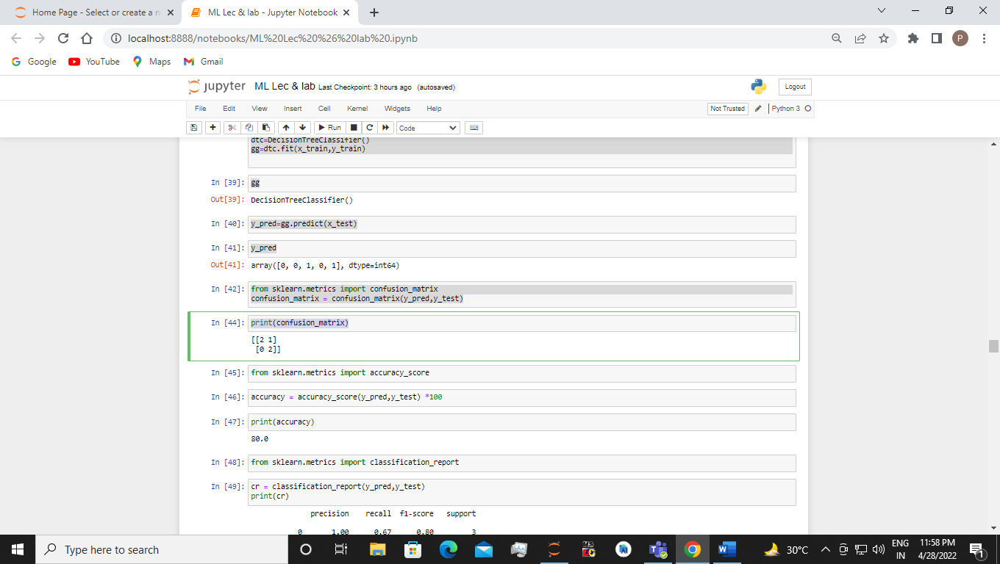 Home Page - Select or create a n
ML Lec & lab - Jupyter Notebook
localhost:8888/notebooks/ML%20Lec%20%26%20lab%20.ipynb
P
Google YouTube Maps Gmail
jupyter ML Lec & lab Last Checkpoint: 3 hours ago (autosaved)
Logout
File Edit View Insert Cell Kernel Widgets Help
Not Trusted Python 3
Run Code
dtc=DecisionTreeClassifier()
gg=dtc.fit(x_train,y_train)
In [39]: gg
Out[39]: DecisionTreeClassifier()
In [40]: y_pred=gg.predict(x_test)
In [41]: y_pred
Out[41]: array([0, 0, 1, 0, 1], dtype=int64)
In [42]: from sklearn.metrics import confusion_matrix
confusion_matrix = confusion_matrix(y_pred,y_test)
In [44]: print(confusion_matrix)
[[2 1]
[0 2]]
In [45]: from sklearn.metrics import accuracy_score
In [46]: accuracy = accuracy_score(y_pred,y_test) *100
In [47]: print(accuracy)
80.0
In [48]: from sklearn.metrics import classification_report
In [49]: cr = classification_report(y_pred,y_test)
print(cr)
precision recall f1-score support
0 1.00 0.67 0.80 3
Type here to search
30°C
ENG
IN
11:58 PM
4/28/2022
1